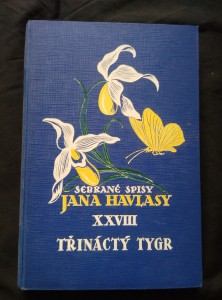 SEBRANÉ SPISY
JANA HAVLASY
XXVIII
TŘINÁCTÝ TYGR